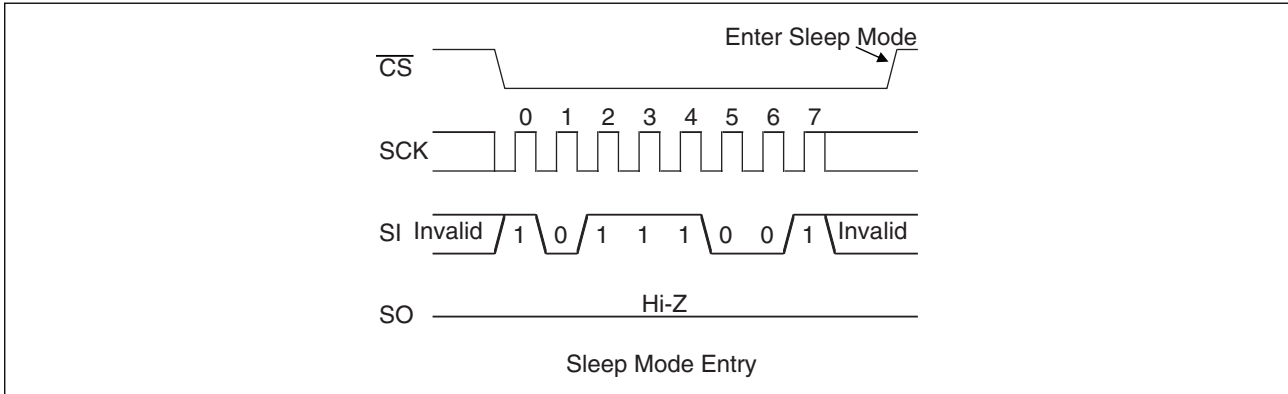 Enter Sleep Mode
CS
0 1 2 3 4 5 6 7
SCK
SI Invalid 1 0 1 1 1 0 0 1 Invalid
Hi-Z
SO
Sleep Mode Entry